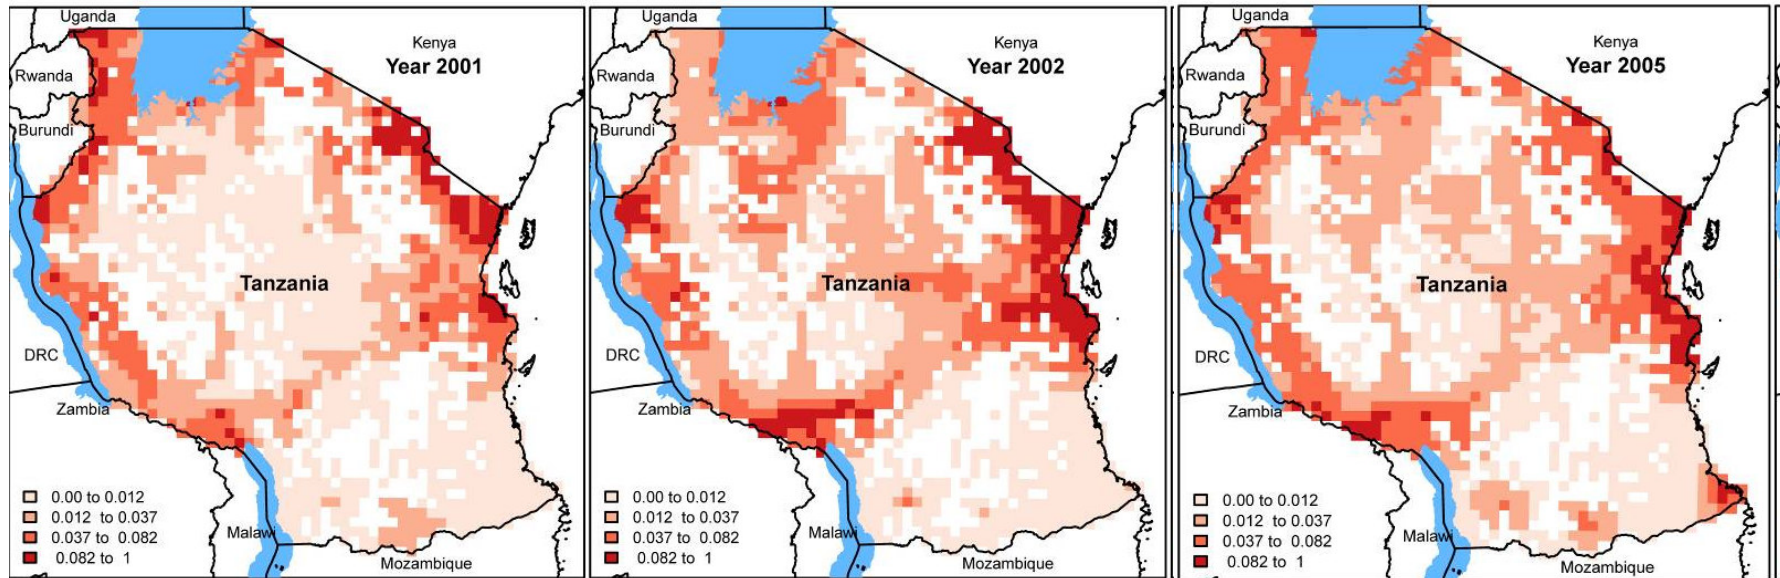 Uganda
Kenya
Year 2001
Rwanda
Burundi
Tanzania
DRC
Zambia
0.00 to 0.012
0.012 to 0.037
0.037 to 0.082
0.082 to 1
Malawi
Mozambique
Uganda
Kenya
Year 2002
Rwanda
Burundi
Tanzania
DRC
Zambia
0.00 to 0.012
0.012 to 0.037
0.037 to 0.082
0.082 to 1
Malawi
Mozambique
Uganda
Kenya
Year 2005
Rwanda
Burundi
Tanzania
DRC
Zambia
0.00 to 0.012
0.012 to 0.037
0.037 to 0.082
0.082 to 1
Malawi
Mozambique